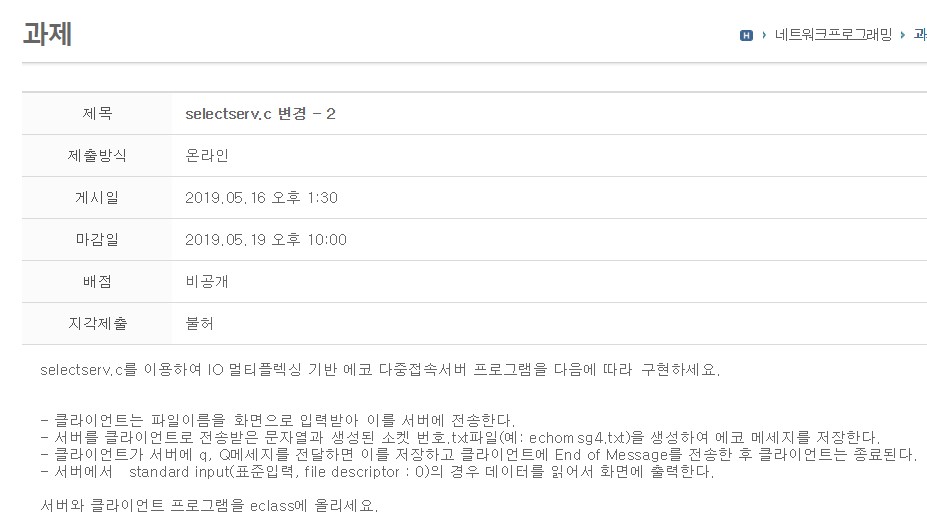 과제
H › 네트워크프로그래밍 › 과
제목 selectserv.c 변경 - 2
제출방식 온라인
게시일 2019.05.16 오후 1:30
마감일 2019.05.19 오후 10:00
배점 비공개
지각제출 불허
selectserv.c를 이용하여 IO 멀티플렉싱 기반 에코 다중접속서버 프로그램을 다음에 따라 구현하세요.
- 클라이언트는 파일이름을 화면으로 입력받아 이를 서버에 전송한다.
- 서버를 클라이언트로 전송받은 문자열과 생성된 소켓 번호.txt파일(예: echomsg4.txt)을 생성하여 에코 메세지를 저장한다.
- 클라이언트가 서버에 q, Q메세지를 전달하면 이를 저장하고 클라이언트에 End of Message를 전송한 후 클라이언트는 종료된다.
- 서버에서 standard input(표준입력, file descriptor : 0)의 경우 데이터를 읽어서 화면에 출력한다.
서버와 클라이언트 프로그램을 eclass에 올리세요.